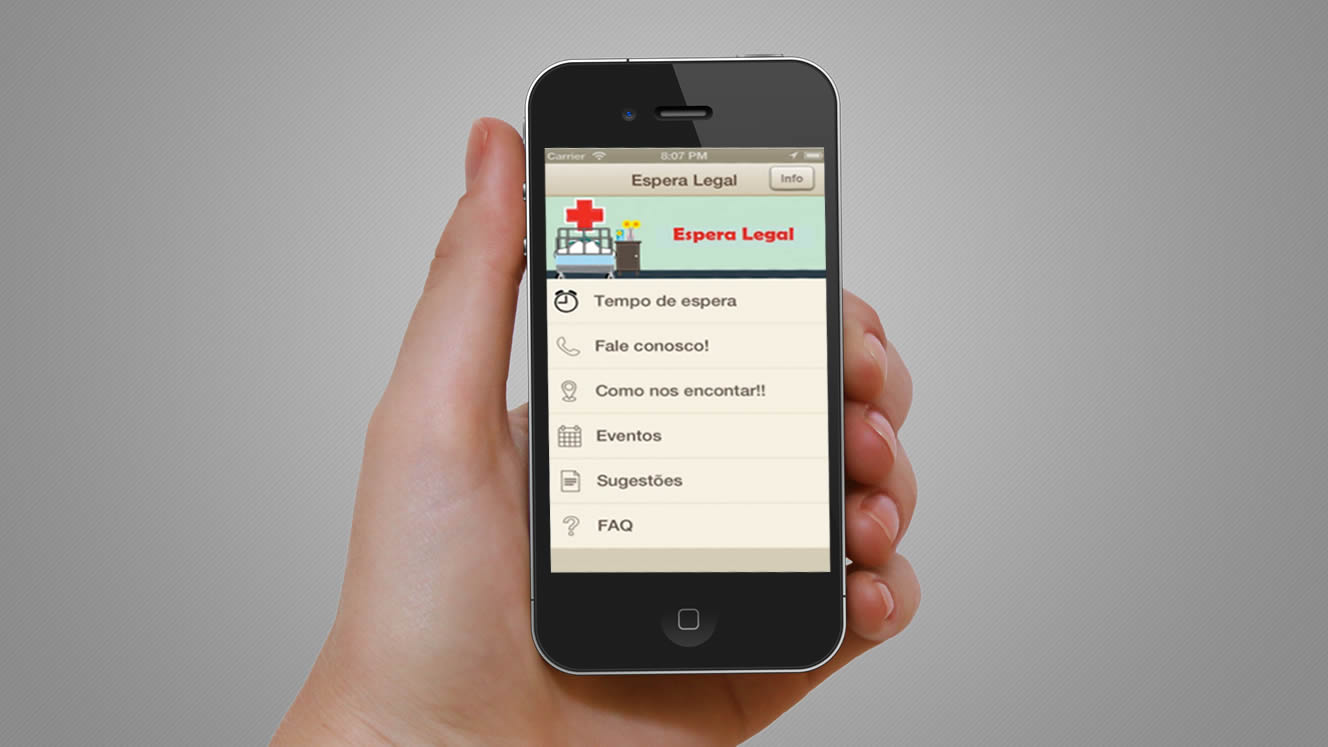 Carrier 8:07 PM
Espera Legal Info
Espera Legal
Tempo de espera
Fale conosco!
Como nos encontar!!
Eventos
Sugestões
FAQ